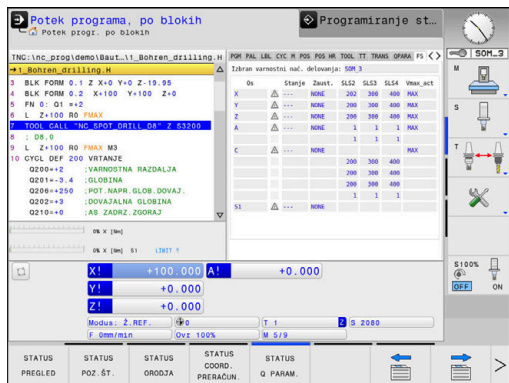 Potek programa, po blokih
Potek progr. po blokih
Programiranje st...
TNC:\nc_prog\demo\Baut…\1_Bohren_drilling.H
→1_Bohren_drilling.H
3 BLK FORM 0.1 Z X+0 Y+0 Z-19.95
4 BLK FORM 0.2 X+100 Y+100 Z+0
5 FN 0: Q1 =+2
6 L Z+100 R0 FMAX
7 TOOL CALL "NC_SPOT_DRILL_D8" Z S3200
8 ; D8.0
9 L Z+100 R0 FMAX M3
10 CYCL DEF 200 VRTANJE
Q200=+2 ;VARNOSTNA RAZDALJA
Q201=-3.4 ;GLOBINA
Q206=+250 ;POT.NAPR.GLOB.DOVAJ.
Q202=+3 ;DOVAJALNA GLOBINA
Q210=+0 ;AS ZADRZ.ZGORAJ
PGM PAL LBL CYC M POS POS HR TOOL TT TRANS QPARA FS
Izbran varnostni nač. delovanja: SOM_3
Os Stanje Zaust. SLS2 SLS3 SLS4 Vmax_act
X --- NONE 202 300 400 MAX
Y --- NONE 200 300 400 MAX
Z --- NONE 200 300 400 MAX
A --- NONE 1 1 1 MAX
1 1 1
C --- NONE MAX
200 300 400
200 300 400
200 300 400
1 1 1
S1 --- NONE
0% X [Nm]
0% X [Nm] S1 LIMIT 1
X! +100.000 A! +0.000
Y! +0.000
Z! +0.000
Modus: Ž.REF. 0 T 1 Z S 2080
F 0mm/min Ovr 100% M 5/9
SOM_3
M
S
T
S100%
OFF ON
STATUS PREGLED
STATUS POZ.ŠT.
STATUS ORODJA
STATUS COORD. PRERAČUN.
STATUS Q PARAM.